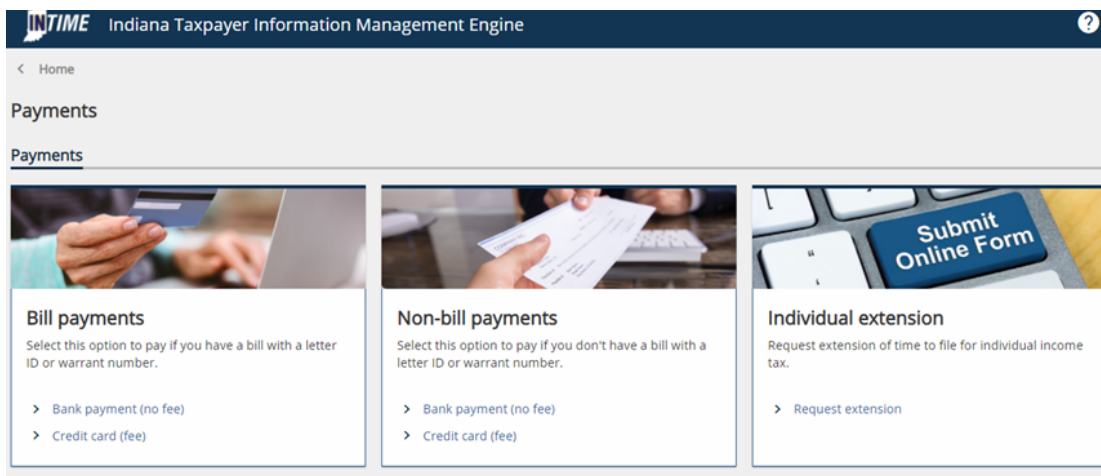 INTIME Indiana Taxpayer Information Management Engine ?
< Home
Payments
Payments
Submit
Online Form
Bill payments
Select this option to pay if you have a bill with a letter
ID or warrant number.
> Bank payment (no fee)
> Credit card (fee)
Non-bill payments
Select this option to pay if you don't have a bill with a
letter ID or warrant number.
> Bank payment (no fee)
> Credit card (fee)
Individual extension
Request extension of time to file for individual income
tax.
> Request extension